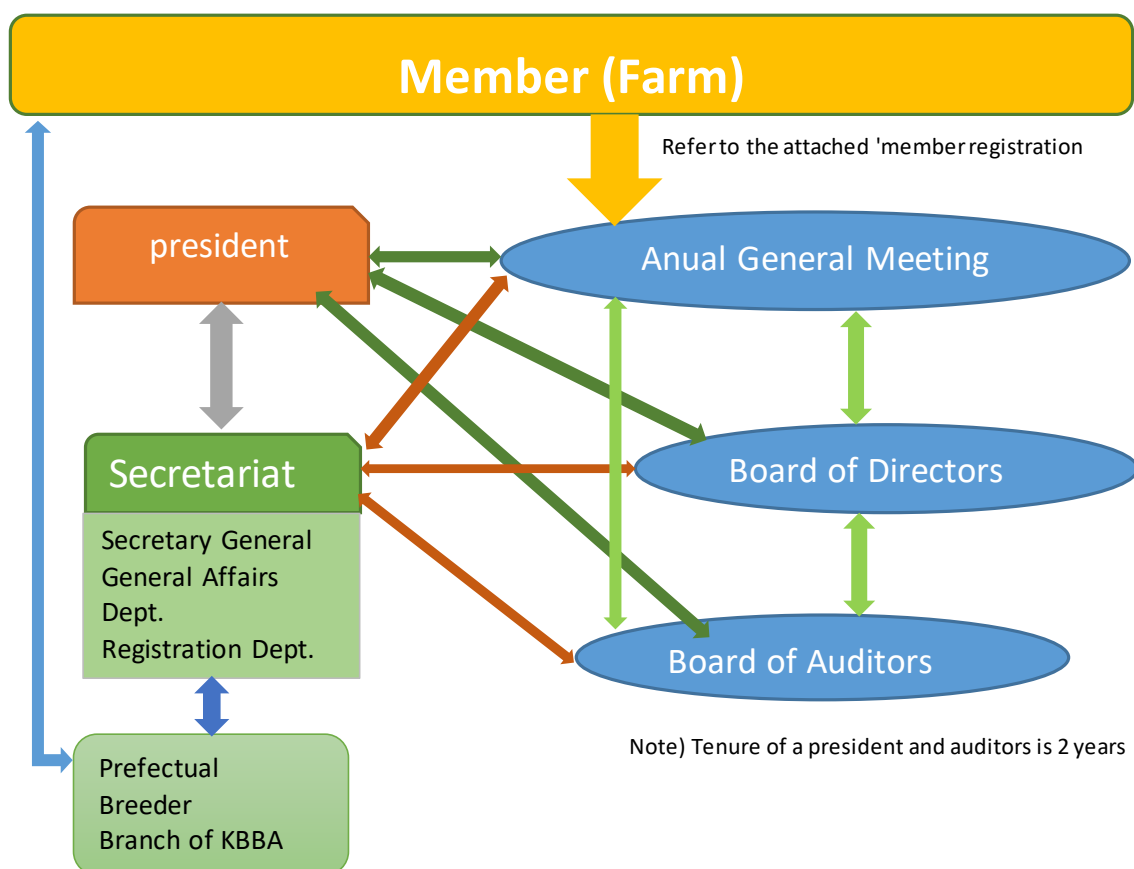 Member (Farm)
Refer to the attached 'member registration
president
Anual General Meeting
Secretariat
Board of Directors
Secretary General
General Affairs
Dept.
Registration Dept.
Board of Auditors
Note) Tenure of a president and auditors is 2 years
Prefectual
Breeder
Branch of KBBA